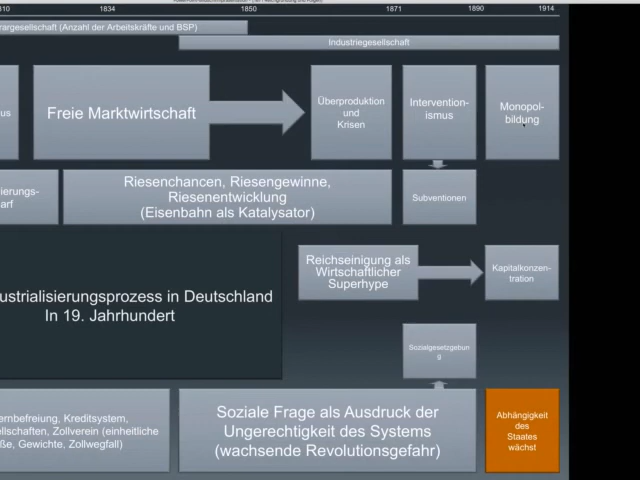 1834
1850
1871
1890
1914
rargesellschaft (Anzahl der Arbeitskräfte und BSP)
Industriegesellschaft
us
Freie Marktwirtschaft
Überproduktion
und
Krisen
Intervention-
ismus
Monopol-
bildung
ierungs-
arf
Riesenchancen, Riesengewinne,
Riesenentwicklung
(Eisenbahn als Katalysator)
Subventionen
Reichseinigung als
Wirtschaftlicher
Superhype
Kapitalkonzen-
tration
ustrialisierungsprozess in Deutschland
In 19. Jahrhundert
Sozialgesetzgebun
g
ernbefreiung, Kreditsystem,
ellschaften, Zollverein (einheitliche
ße, Gewichte, Zollwegfall)
Soziale Frage als Ausdruck der
Ungerechtigkeit des Systems
(wachsende Revolutionsgefahr)
Abhängigkeit
des
Staates
wächst